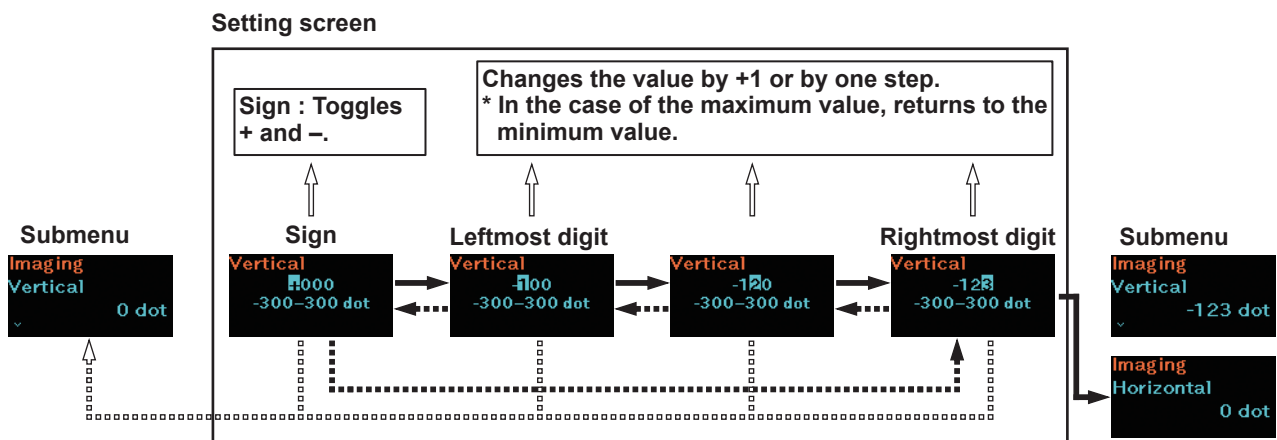 Setting screen
Sign : Toggles
+ and –.
Changes the value by +1 or by one step.
* In the case of the maximum value, returns to the
minimum value.
Submenu
Sign
Leftmost digit
Rightmost digit
Submenu
Imaging
Vertical
0 dot
Vertical
+000
-300–300 dot
Vertical
-100
-300–300 dot
Vertical
-120
-300–300 dot
Vertical
-123
-300–300 dot
Imaging
Vertical
-123 dot
Imaging
Horizontal
0 dot